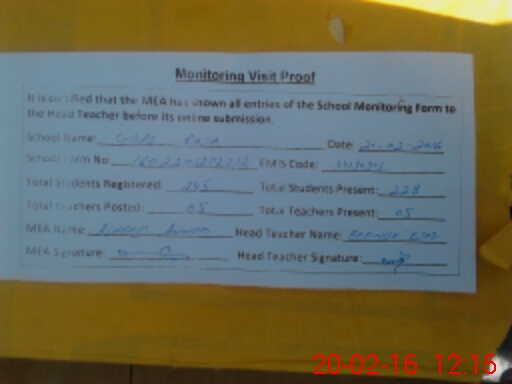 Monitoring Visit Proof
It is certified that the MEA has shown all entries of the School Monitoring Form to
the Head Teacher before its online submission.
School Name: Date: 20-02-2016
School Form No: EMIS Code:
Total Students Registered: 265 Total Students Present: 228
Total Teachers Posted: 05 Total Teachers Present: 05
MEA Name: Head Teacher Name:
MEA Signature: Head Teacher Signature:
20-02-16 12:15